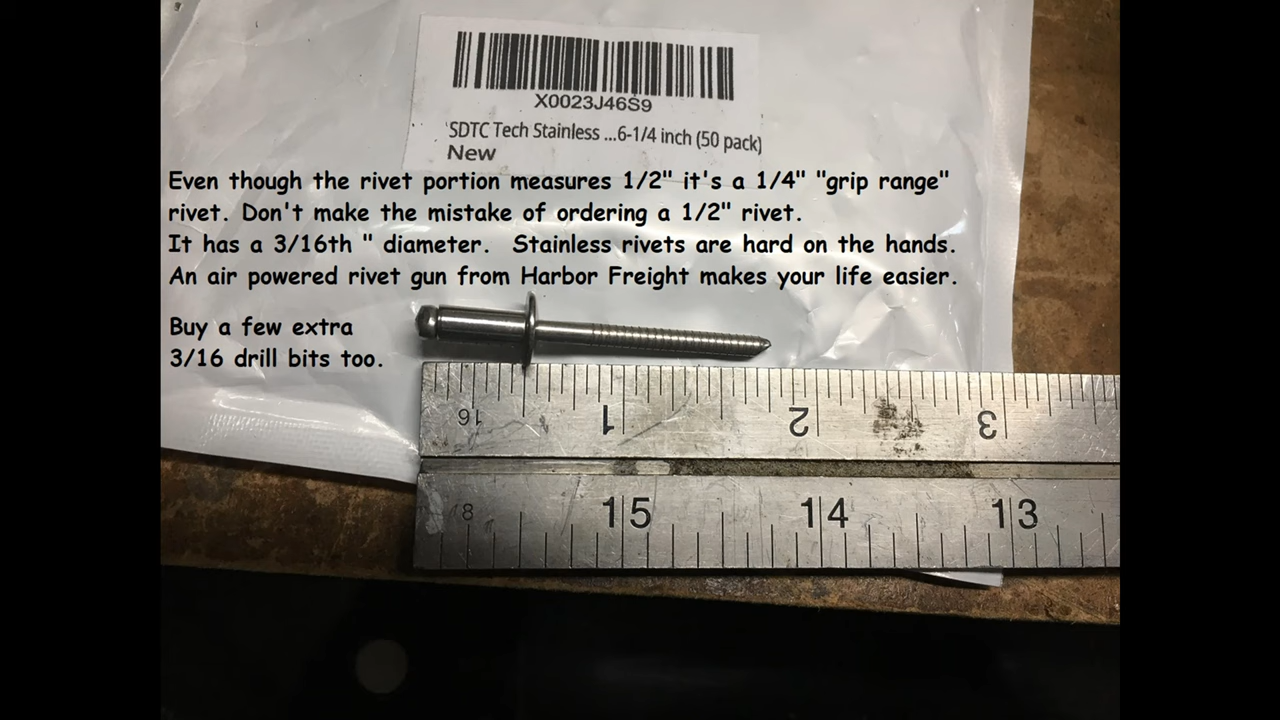 X0023J46S9
SDTC Tech Stainless ...6-1/4 inch (50 pack)
New
Even though the rivet portion measures 1/2" it's a 1/4" "grip range"
rivet. Don't make the mistake of ordering a 1/2" rivet.
It has a 3/16th " diameter. Stainless rivets are hard on the hands.
An air powered rivet gun from Harbor Freight makes your life easier.
Buy a few extra
3/16 drill bits too.
16 1 2 3
8 15 14 13